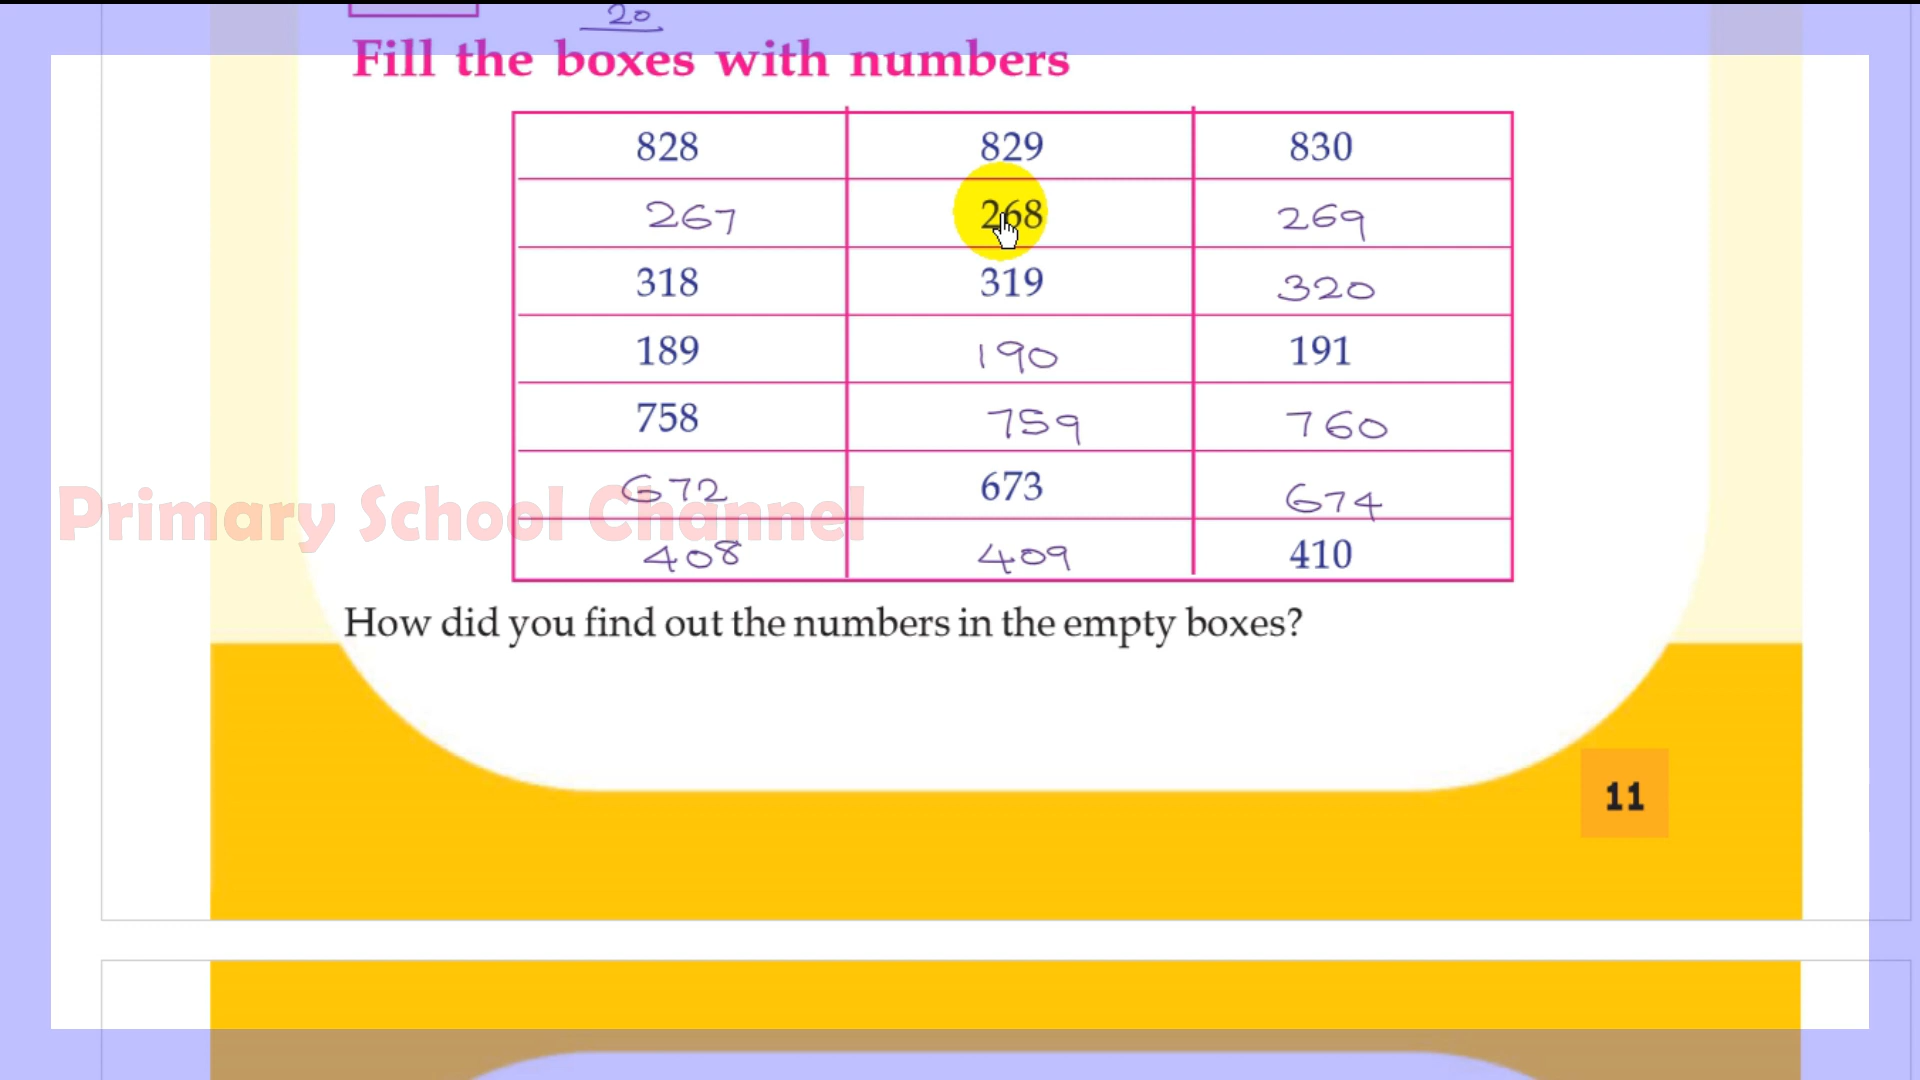 20
Fill the boxes with numbers
828 829 830
267 268 269
318 319 320
189 190 191
758 759 760
672 673 674
Primary School Channel
408 409 410
How did you find out the numbers in the empty boxes?
11